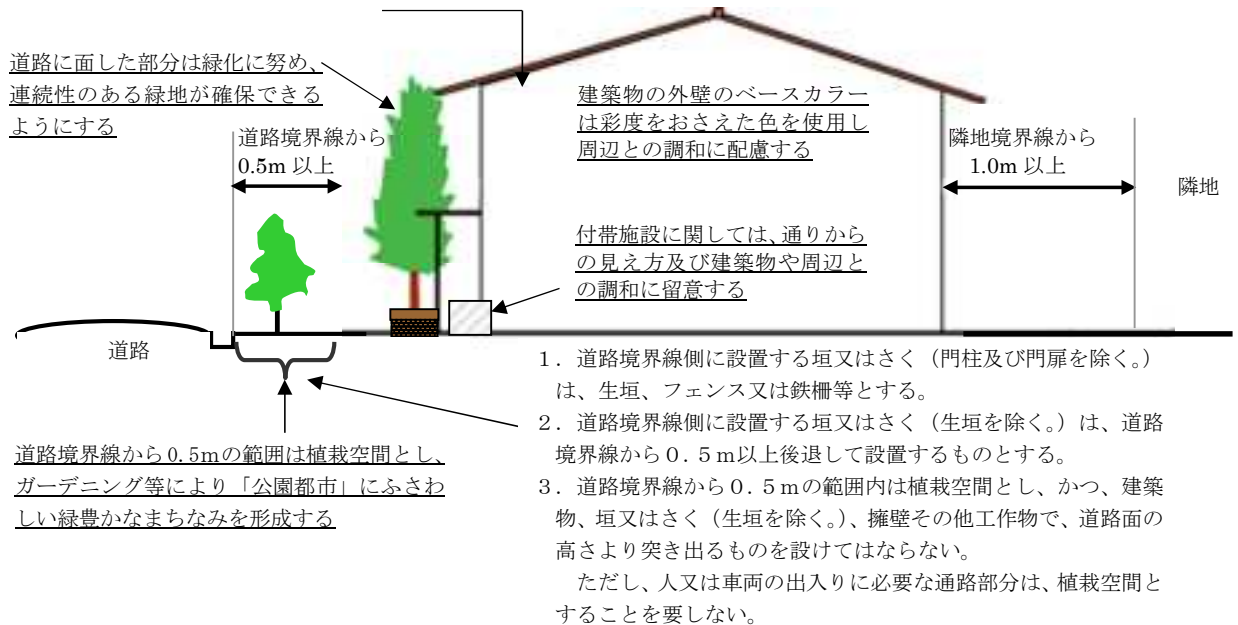 道路に面した部分は緑化に努め、
連続性のある緑地が確保できる
ようにする
道路境界線から
0.5m 以上
建築物の外壁のベースカラー
は彩度をおさえた色を使用し
周辺との調和に配慮する
隣地境界線から
1.0m 以上
隣地
付帯施設に関しては、通りから
の見え方及び建築物や周辺と
の調和に留意する
道路
道路境界線から0.5mの範囲は植栽空間とし、
ガーデニング等により「公園都市」にふさわ
しい緑豊かなまちなみを形成する
1．道路境界線側に設置する垣又はさく（門柱及び門扉を除く。）
は、生垣、フェンス又は鉄柵等とする。
2．道路境界線側に設置する垣又はさく（生垣を除く。）は、道路
境界線から０．５ｍ以上後退して設置するものとする。
3．道路境界線から０．５ｍの範囲内は植栽空間とし、かつ、建築
物、垣又はさく（生垣を除く。）、擁壁その他工作物で、道路面の
高さより突き出るものを設けてはならない。
ただし、人又は車両の出入りに必要な通路部分は、植栽空間と
することを要しない。